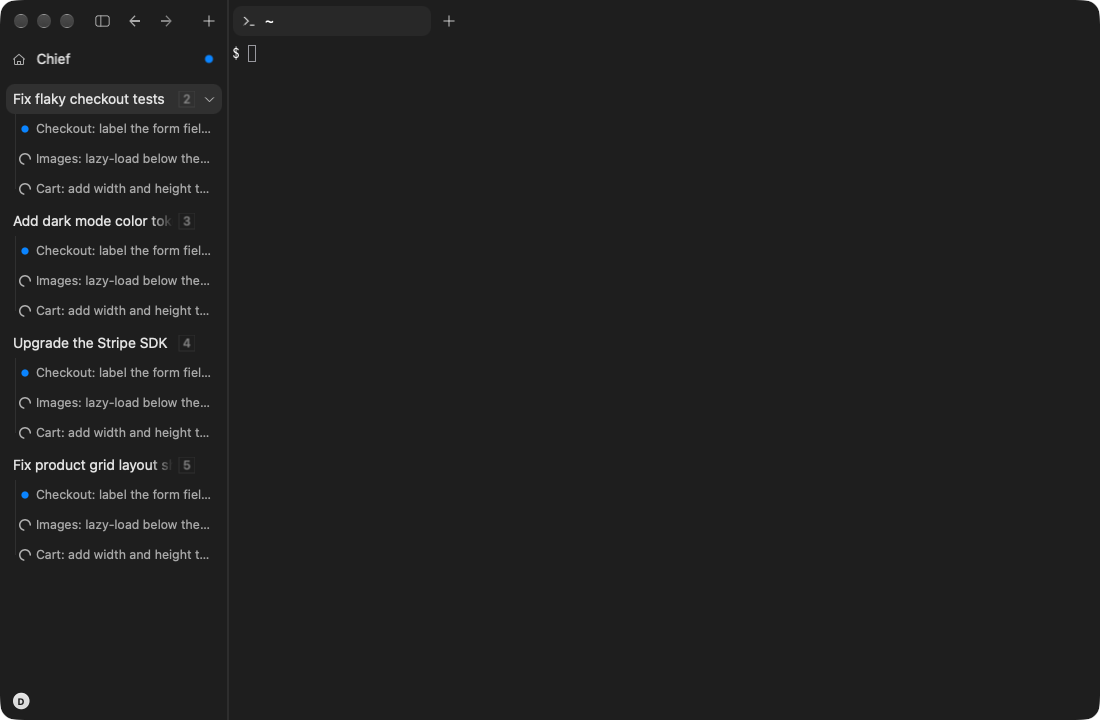 ~
Chief
$
Fix flaky checkout tests 2
Checkout: label the form fiel...
Images: lazy-load below the...
Cart: add width and height t...
Add dark mode color tok 3
Checkout: label the form fiel...
Images: lazy-load below the...
Cart: add width and height t...
Upgrade the Stripe SDK 4
Checkout: label the form fiel...
Images: lazy-load below the...
Cart: add width and height t...
Fix product grid layout sh 5
Checkout: label the form fiel...
Images: lazy-load below the...
Cart: add width and height t...
D